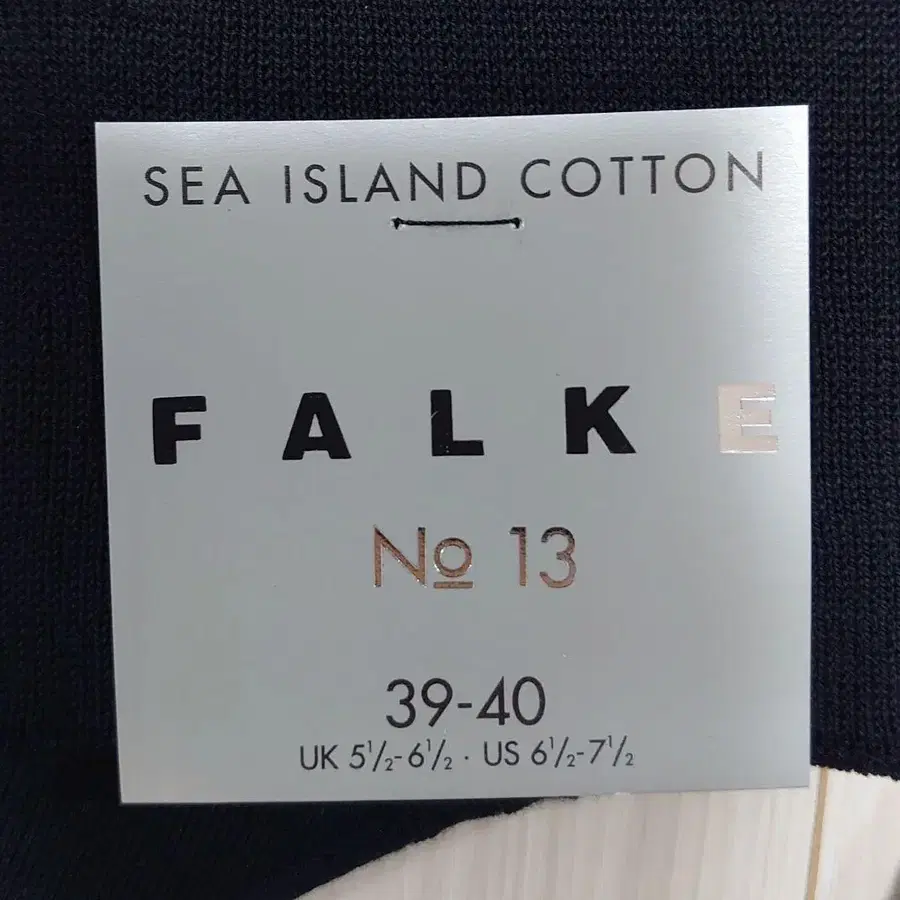 SEA ISLAND COTTON
FALKE
No 13
39-40
UK 5½-6½ · US 6½-7½